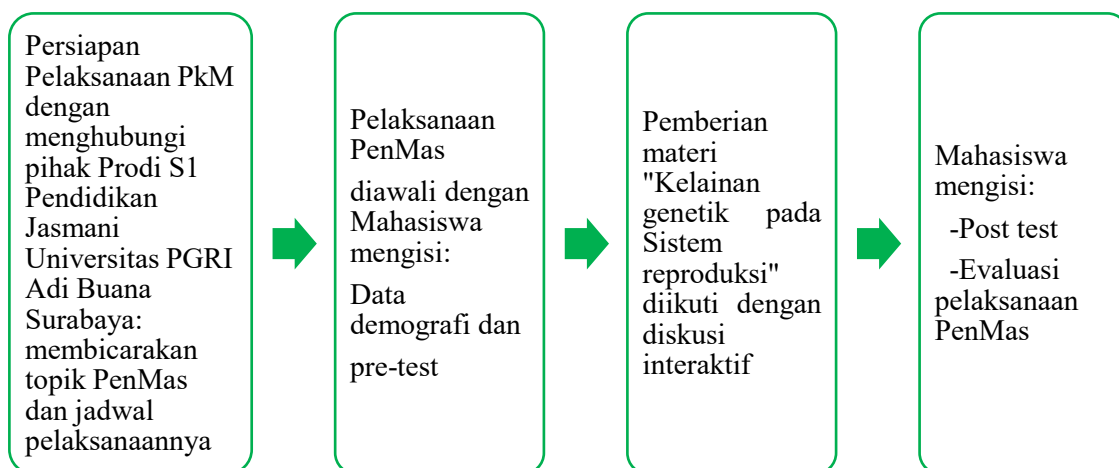 Persiapan
Pelaksanaan PkM
dengan
menghubungi
pihak Prodi S1
Pendidikan
Jasmani
Universitas PGRI
Adi Buana
Surabaya:
membicarakan
topik PenMas
dan jadwal
pelaksanaannya
Pelaksanaan
PenMas
diawali dengan
Mahasiswa
mengisi:
Data
demografi dan
pre-test
Pemberian
materi
"Kelainan
genetik pada
Sistem
reproduksi"
diikuti dengan
diskusi
interaktif
Mahasiswa
mengisi:
-Post test
-Evaluasi
pelaksanaan
PenMas